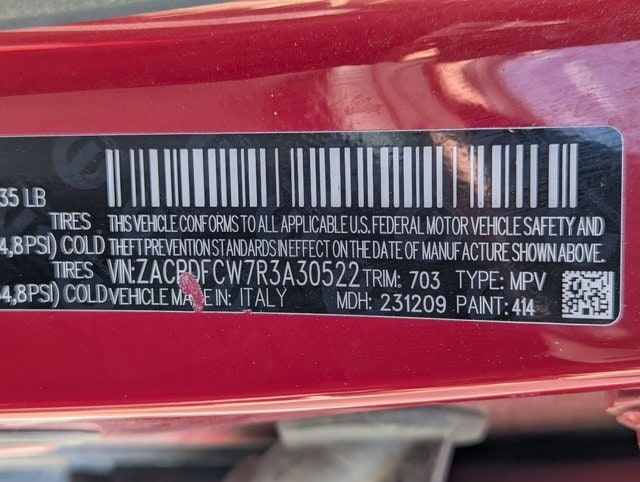 35 LB
TIRES THIS VEHICLE CONFORMS TO ALL APPLICABLE U.S. FEDERAL MOTOR VEHICLE SAFETY AND
4,8PSI) COLD THEFT PREVENTION STANDARDS IN EFFECT ON THE DATE OF MANUFACTURE SHOWN ABOVE.
TIRES VIN:ZACPDFCW7R3A30522 TRIM: 703 TYPE: MPV
4,8PSI) COLD VEHICLE MADE IN: ITALY MDH: 231209 PAINT: 414